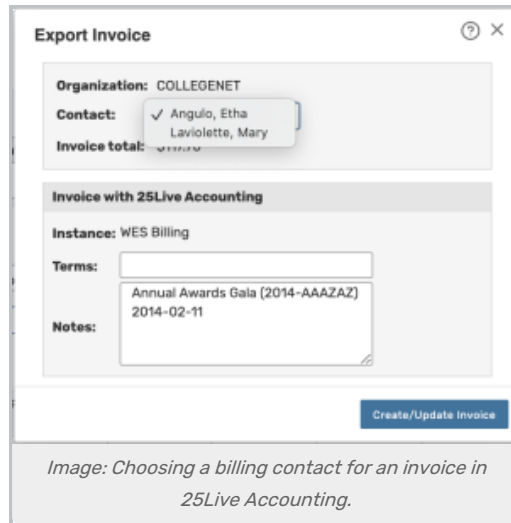 Export Invoice
Organization: COLLEGENET
Contact:
✓ Angulo, Etha
Laviolette, Mary
Invoice total:
Invoice with 25Live Accounting
Instance: WES Billing
Terms:
Notes:
Annual Awards Gala (2014-AAAZAZ)
2014-02-11
Create/Update Invoice
Image: Choosing a billing contact for an invoice in
25Live Accounting.